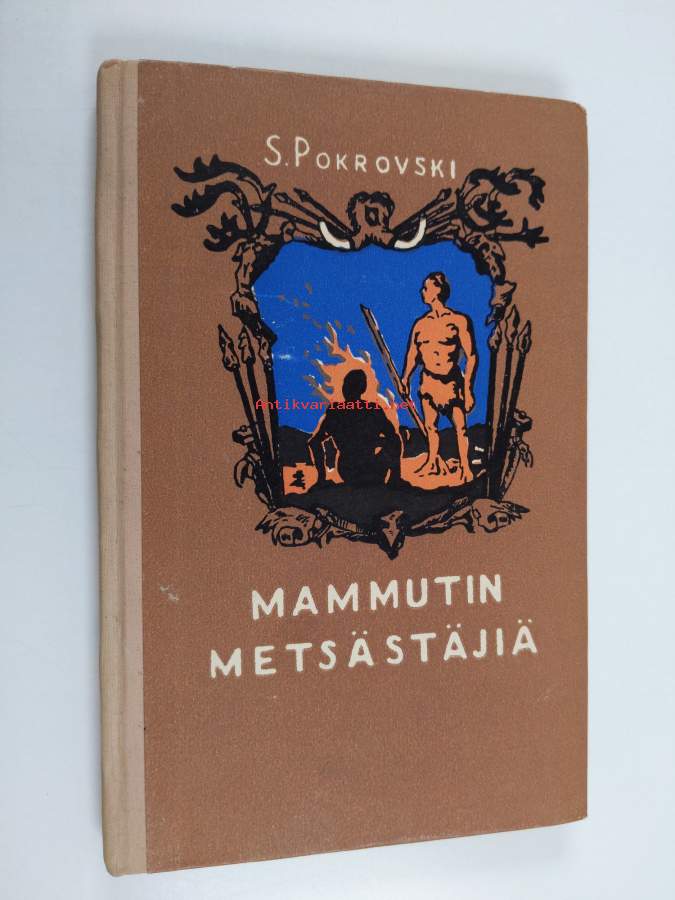 S. POKROVSKI
Antikvariaatti.net
MAMMUTIN
METSÄSTÄJIÄ